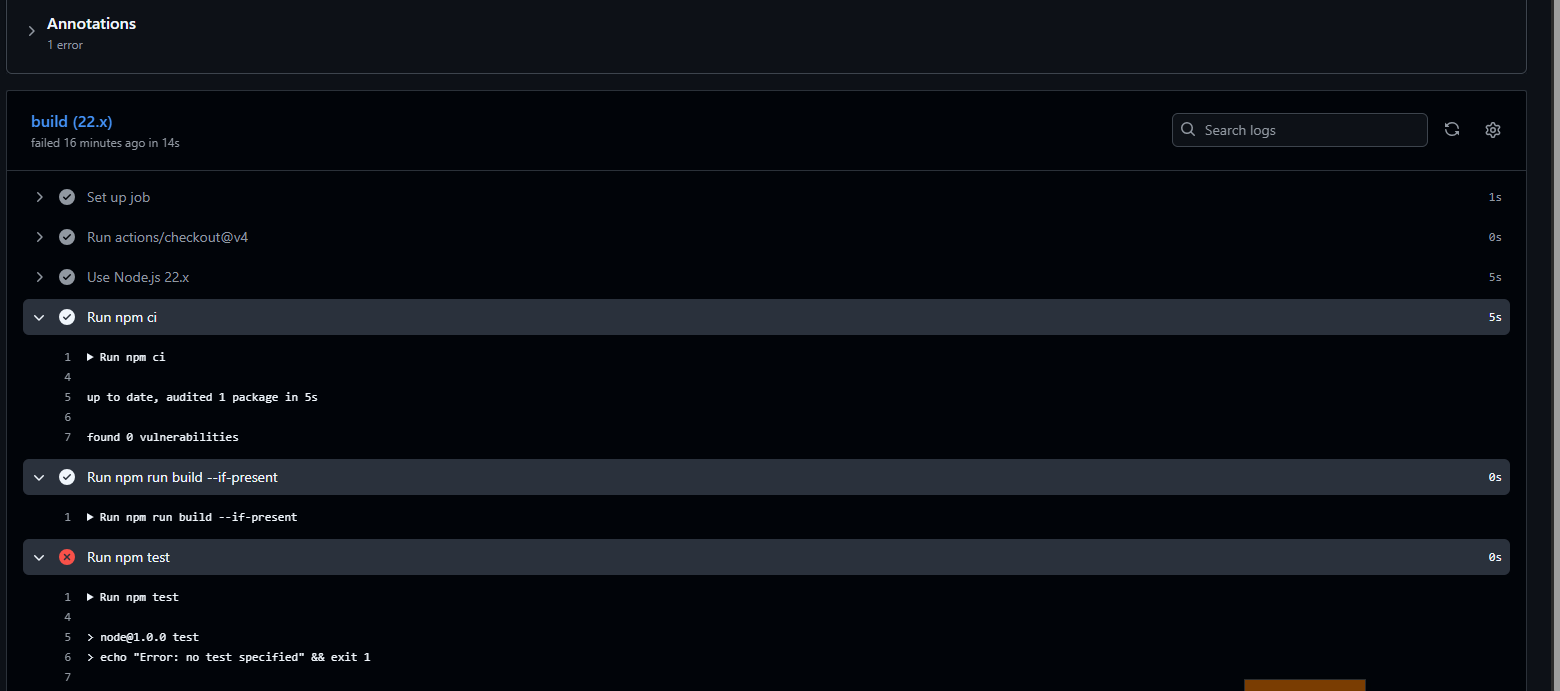 Annotations
1 error
build (22.x)
failed 16 minutes ago in 14s
Search logs
Set up job 1s
Run actions/checkout@v4 0s
Use Node.js 22.x 5s
Run npm ci 5s
1 ▶ Run npm ci
4
5 up to date, audited 1 package in 5s
6
7 found 0 vulnerabilities
Run npm run build --if-present 0s
1 ▶ Run npm run build --if-present
Run npm test 0s
1 ▶ Run npm test
4
5 > node@1.0.0 test
6 > echo "Error: no test specified" && exit 1
7